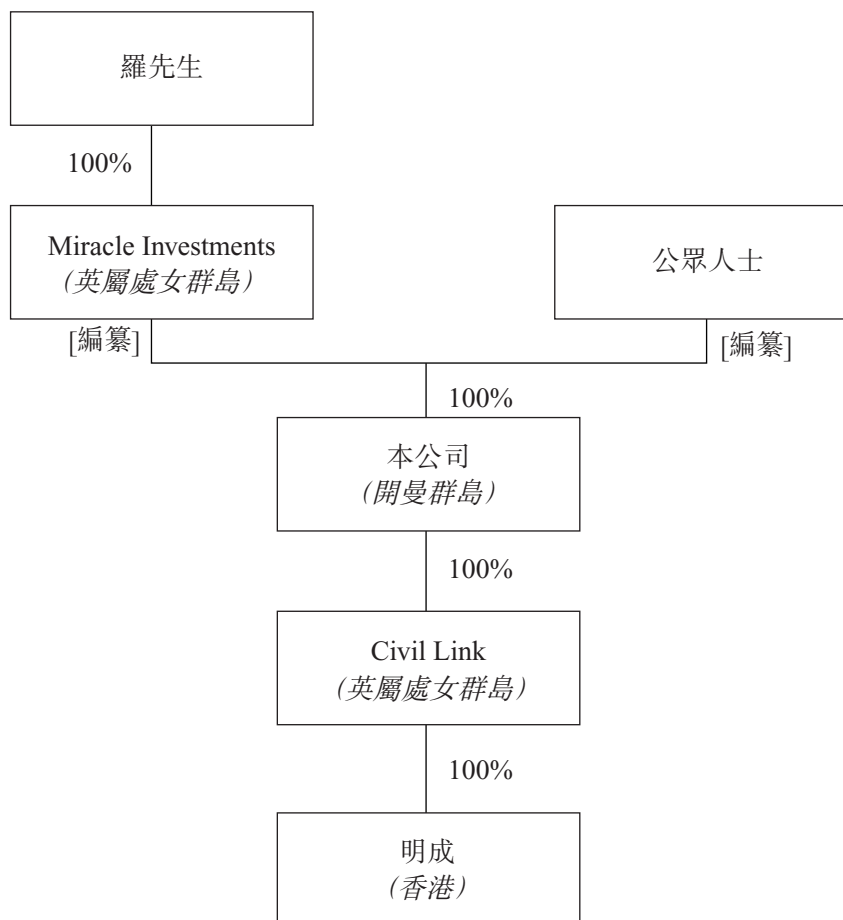 羅先生
100%
Miracle Investments
(英屬處女群島)
公眾人士
[編纂]
[編纂]
100%
本公司
(開曼群島)
100%
Civil Link
(英屬處女群島)
100%
明成
(香港)